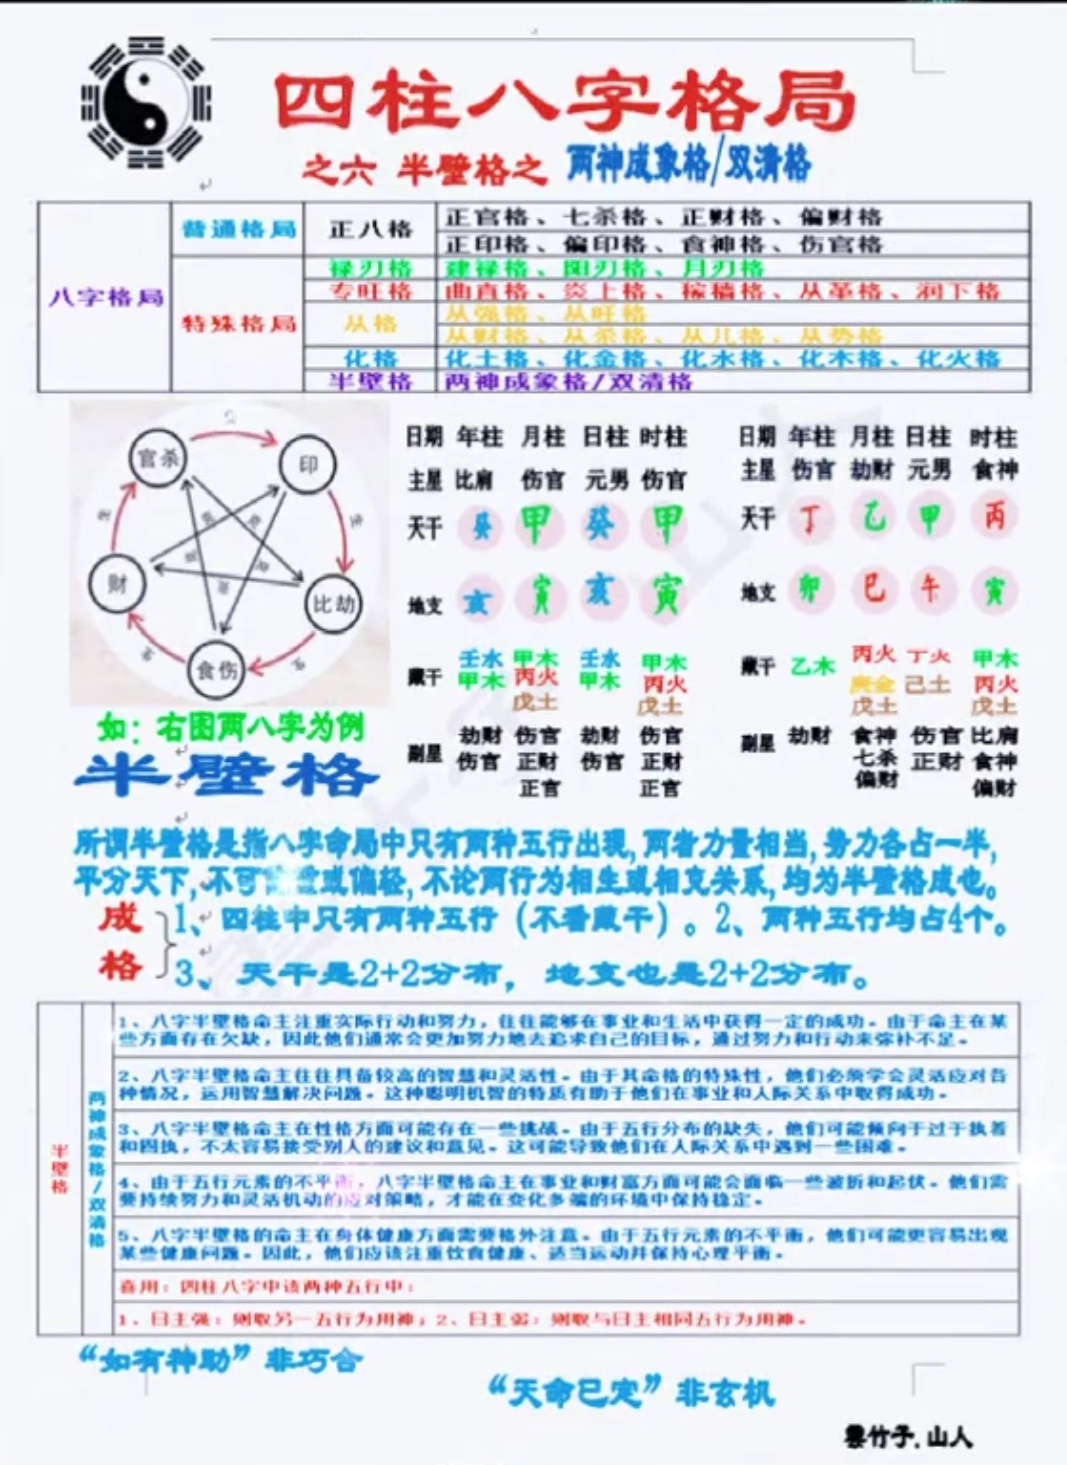 四柱八字格局
之六 半壁格之 两神成象格/双清格
八字格局
普通格局
正八格
正官格、七杀格、正财格、偏财格
正印格、偏印格、食神格、伤官格
特殊格局
禄刃格
建禄格、阳刃格、月刃格
专旺格
曲直格、炎上格、稼穑格、从革格、润下格
从格
从强格、从旺格
从财格、从杀格、从儿格、从势格
化格
化土格、化金格、化水格、化木格、化火格
半壁格
两神成象格/双清格
官杀
印
财
比劫
食伤
如：右图两八字为例
半壁格
日期 年柱 月柱 日柱 时柱
主星 比肩 伤官 元男 伤官
天干 癸 甲 癸 甲
地支 亥 寅 亥 寅
藏干 壬水 甲木 壬水 甲木
甲木 丙火 甲木 丙火
戊土 戊土
副星 劫财 伤官 劫财 伤官
伤官 正财 伤官 正财
正官 正官
日期 年柱 月柱 日柱 时柱
主星 伤官 劫财 元男 食神
天干 丁 乙 甲 丙
地支 卯 巳 午 寅
藏干 乙木 丙火 丁火 甲木
庚金 己土 丙火
戊土 戊土
副星 劫财 食神 伤官 比肩
七杀 正财 食神
偏财 偏财
所谓半壁格是指八字命局中只有两种五行出现,两者力量相当,势力各占一半,
平分天下,不可或偏轻,不论两行为相生或相克关系,均为半壁格成也。
成格
1、四柱中只有两种五行（不看藏干）。2、两种五行均占4个。
3、天干是2+2分布，地支也是2+2分布。
半壁格
两神成象格/双清格
1、八字半壁格命主注重实际行动和努力，往往能够在事业和生活中获得一定的成功。由于命主在某
些方面存在欠缺，因此他们通常会更加努力地去追求自己的目标，通过努力和行动来弥补不足。
2、八字半壁格命主往往具备较高的智慧和灵活性。由于其命格的特殊性，他们必须学会灵活应对各
种情况，运用智慧解决问题。这种聪明机智的特质有助于他们在事业和人际关系中取得成功。
3、八字半壁格命主在性格方面可能存在一些挑战。由于五行分布的缺失，他们可能倾向于过于执着
和固执，不太容易接受别人的建议和意见。这可能导致他们在人际关系中遇到一些困难。
4、由于五行元素的不平衡，八字半壁格命主在事业和财富方面可能会面临一些波折和起伏。他们需
要持续努力和灵活机动的应对策略，才能在变化多端的环境中保持稳定。
5、八字半壁格的命主在身体健康方面需要格外注意。由于五行元素的不平衡，他们可能更容易出现
某些健康问题。因此，他们应该注重饮食健康、适当运动并保持心理平衡。
喜用：四柱八字中该两种五行中：
1、日主强：则取另一五行为用神；2、日主弱：则取与日主相同五行为用神。
“如有神助”非巧合
“天命已定”非玄机
雲竹子.山人